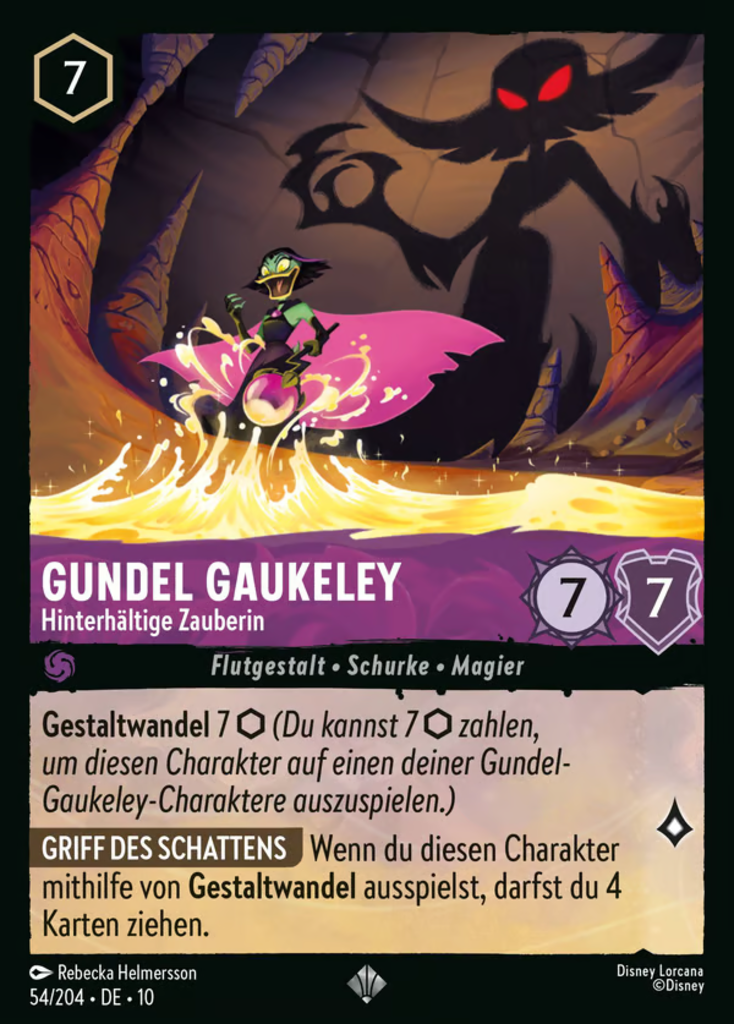 7
GUNDEL GAUKELEY
Hinterhältige Zauberin
7
7
Flutgestalt • Schurke • Magier
Gestaltwandel 7 ⬡ (Du kannst 7 ⬡ zahlen,
um diesen Charakter auf einen deiner Gundel-
Gaukeley-Charaktere auszuspielen.)
GRIFF DES SCHATTENS Wenn du diesen Charakter
mithilfe von Gestaltwandel ausspielst, darfst du 4
Karten ziehen.
Rebecka Helmersson
54/204 • DE • 10
Disney Lorcana
©Disney